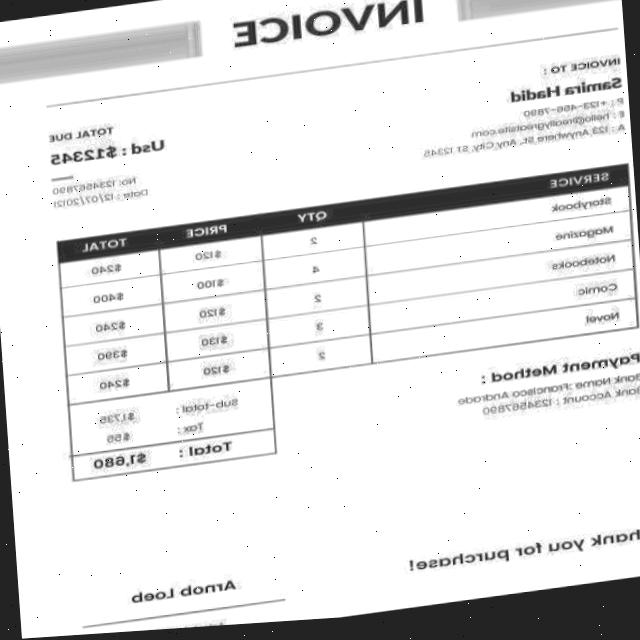 INVOICE
INVOICE TO :
Samira Hadid
P : +123-456-7890
E : hello@reallygreatsite.com
A : 123 Anywhere St., Any City, ST 12345
TOTAL DUE
Usd : $12345
No: 1234567890
Date : 12/07/2012
SERVICE QTY PRICE TOTAL
Storybook 2 $120 $240
Magazine 4 $100 $400
Notebooks 2 $120 $240
Comic 3 $130 $390
Novel 2 $120 $240
Sub-total : $1,735
Tax : $55
Total : $1,680
Payment Method :
Bank Name :Francisco Andrade
Bank Account : 1234567890
hank you for purchase!
Arnob Loeb